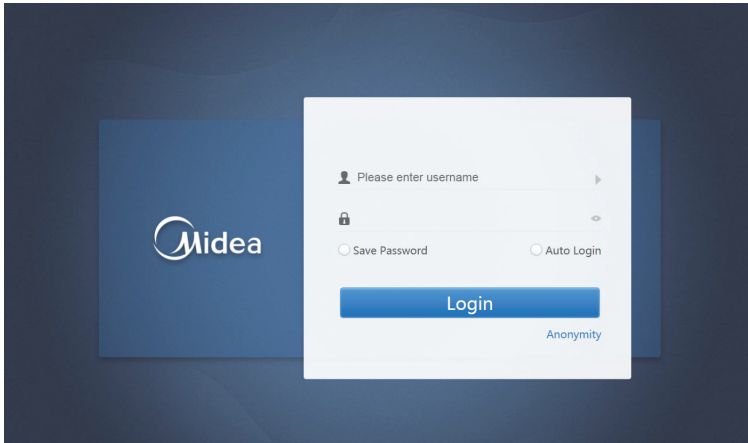 Midea
Please enter username
Save Password
Auto Login
Login
Anonymity